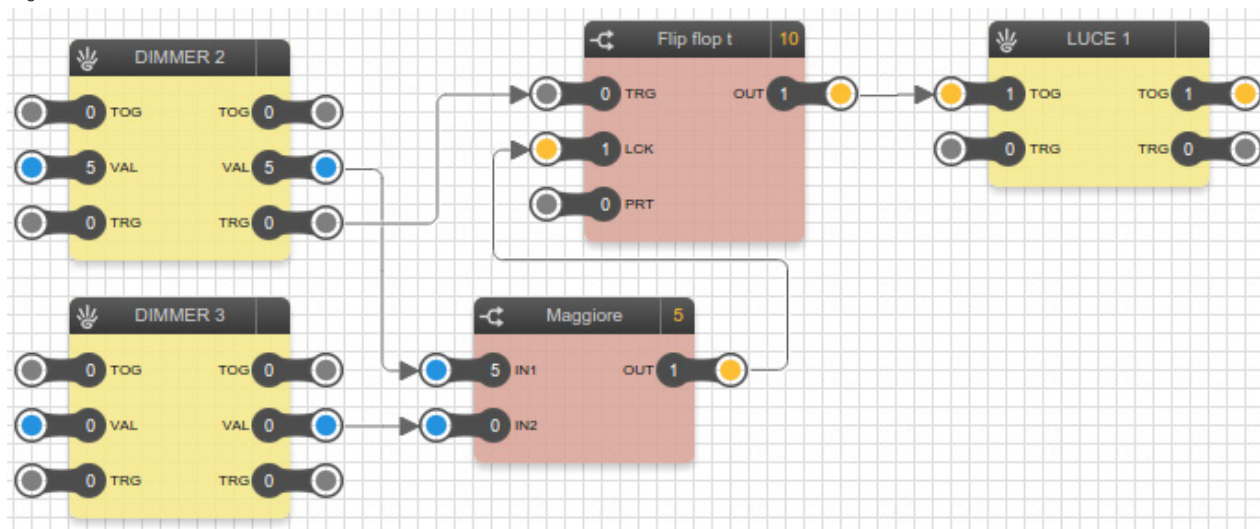 DIMMER 2
0 TOG TOG 0
5 VAL VAL 5
0 TRG TRG 0
Flip flop t 10
0 TRG OUT 1
1 LCK
0 PRT
LUCE 1
1 TOG TOG 1
0 TRG TRG 0
DIMMER 3
0 TOG TOG 0
0 VAL VAL 0
0 TRG TRG 0
Maggiore 5
5 IN1 OUT 1
0 IN2